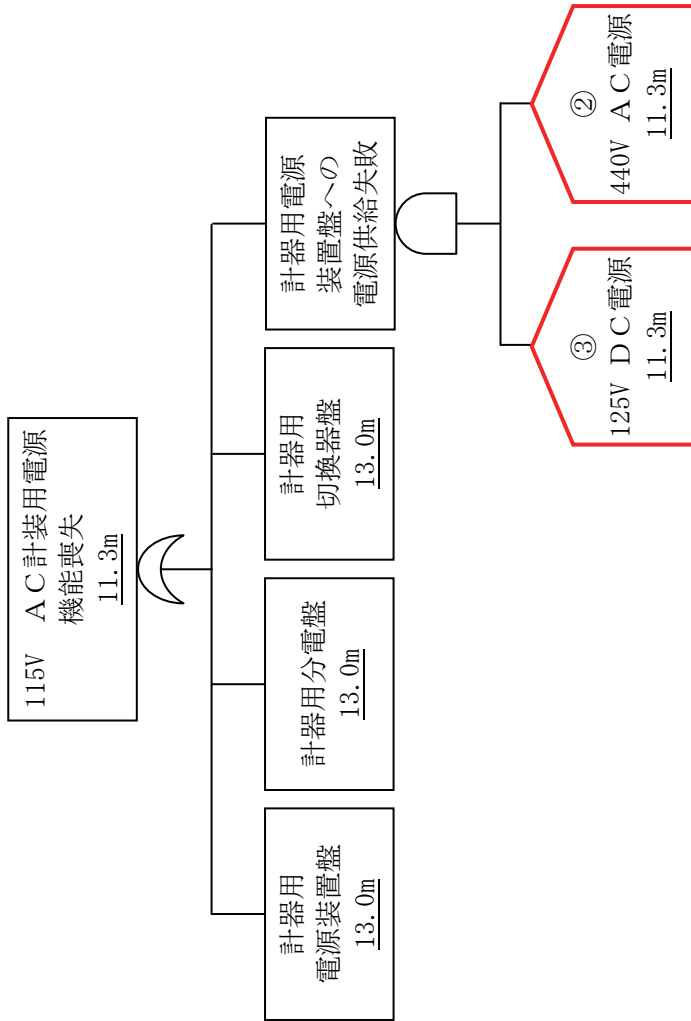 115V ＡＣ計装用電源
機能喪失
11.3m
計器用
電源装置盤
13.0m
計器用分電盤
13.0m
計器用
切換器盤
13.0m
計器用電源
装置盤への
電源供給失敗
③
125V ＤＣ電源
11.3m
②
440V ＡＣ電源
11.3m